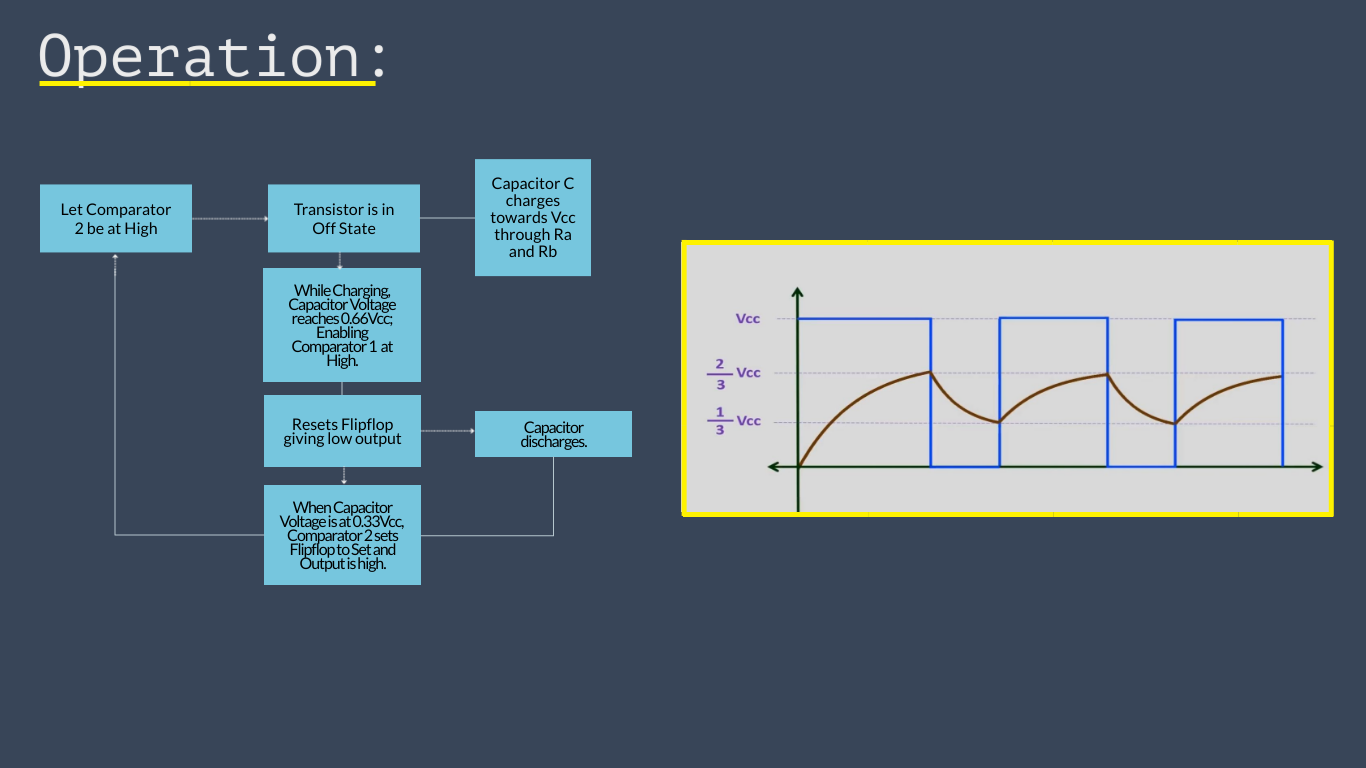 Operation:
Let Comparator
2 be at High
Transistor is in
Off State
Capacitor C
charges
towards Vcc
through Ra
and Rb
While Charging,
Capacitor Voltage
reaches 0.66Vcc;
Enabling
Comparator 1 at
High.
Resets Flipflop
giving low output
Capacitor
discharges.
When Capacitor
Voltage is at 0.33Vcc,
Comparator 2 sets
Flipflop to Set and
Output is high.
Vcc
2
3
Vcc
1
3
Vcc